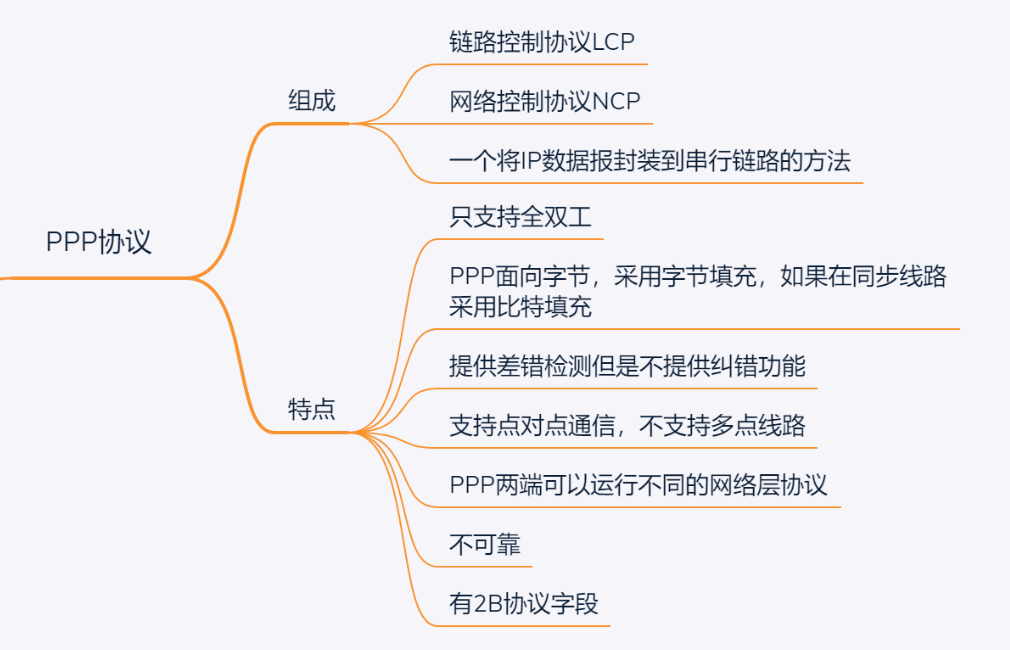 PPP协议
组成
链路控制协议LCP
网络控制协议NCP
一个将IP数据报封装到串行链路的方法
特点
只支持全双工
PPP面向字节，采用字节填充，如果在同步线路
采用比特填充
提供差错检测但是不提供纠错功能
支持点对点通信，不支持多点线路
PPP两端可以运行不同的网络层协议
不可靠
有2B协议字段